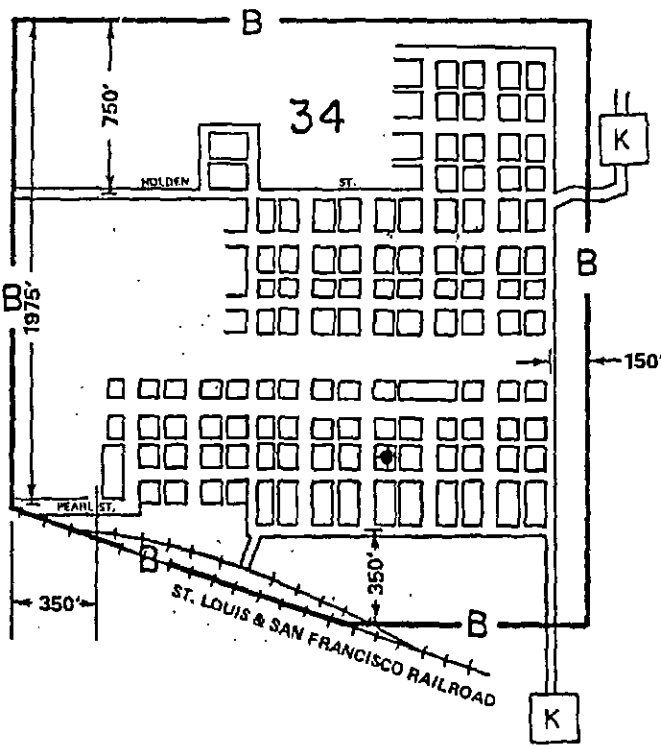 B
750'
34
K
HOLDEN ST.
B
B
1975'
150'
PEARL ST.
B
350'
350'
ST. LOUIS & SAN FRANCISCO RAILROAD
B
K